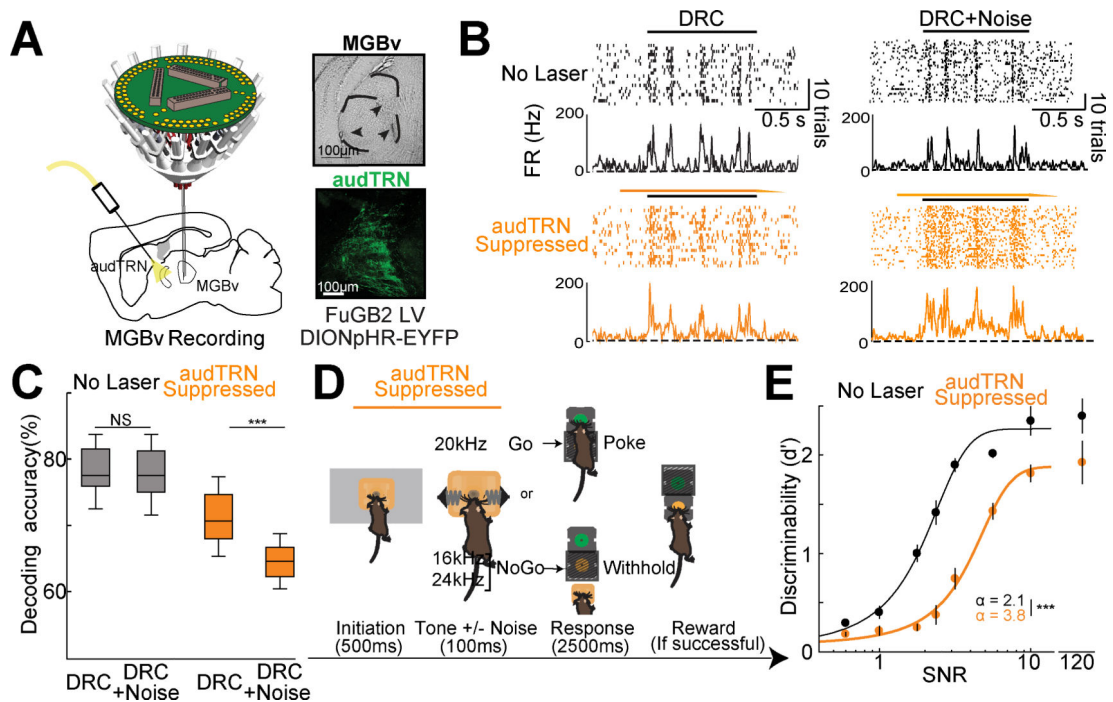 A
MGBv
100µm
audTRN
100µm
FuGB2 LV
DIONpHR-EYFP
audTRN
MGBv
MGBv Recording
B
DRC
DRC+Noise
No Laser
10 trials
0.5 s
10 trials
0.5 s
200
FR (Hz)
0
200
0
audTRN
Suppressed
200
0
200
0
C
No Laser audTRN
Suppressed
NS
***
Decoding accuracy(%)
80
60
DRC
DRC
+Noise
DRC
DRC
+Noise
D
audTRN
Suppressed
20kHz Go
Poke
or
16kHz
24kHz
NoGo
Withhold
Initiation
(500ms)
Tone +/- Noise
(100ms)
Response
(2500ms)
Reward
(If successful)
E
No Laser audTRN
Suppressed
Discriminability (d')
2
1
0
α = 2.1
α = 3.8
***
1
10
120
SNR